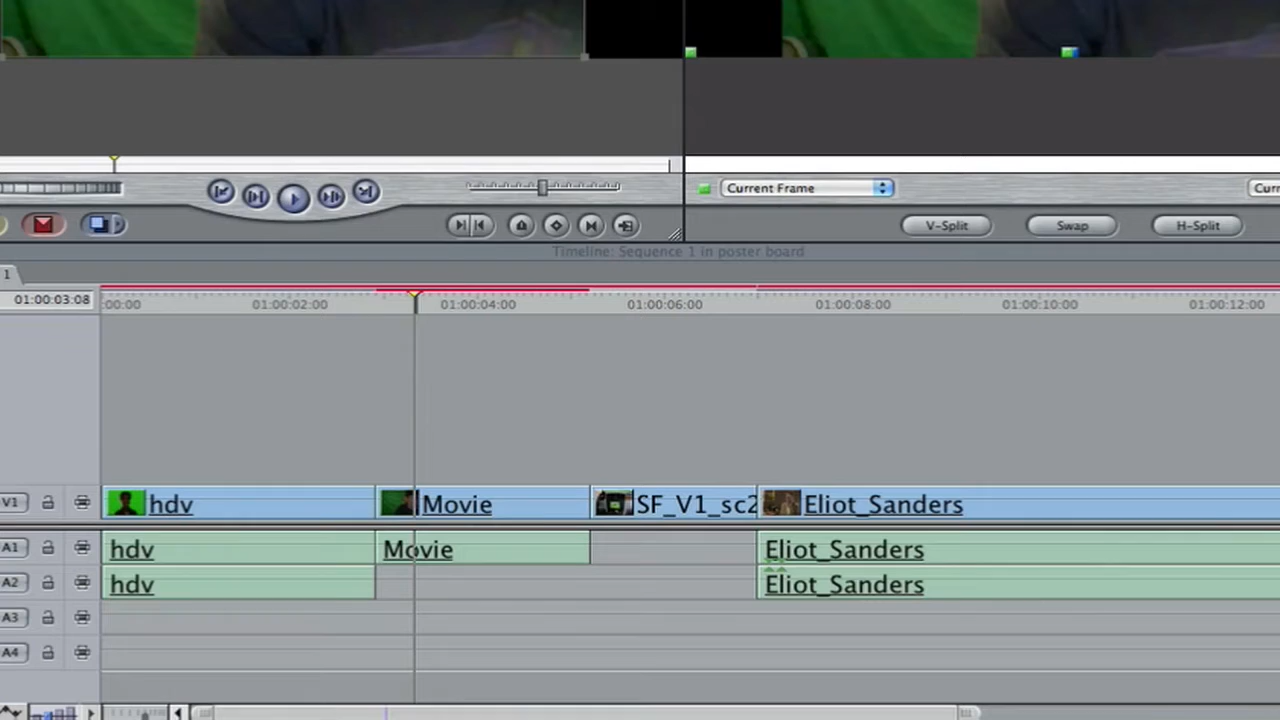 Current Frame
V-Split
Swap
H-Split
Timeline: Sequence 1 in poster board
1
01:00:03:08
:00:00
01:00:02:00
01:00:04:00
01:00:06:00
01:00:08:00
01:00:10:00
01:00:12:00
V1
hdv
Movie
SF_V1_sc2
Eliot_Sanders
A1
hdv
Movie
Eliot_Sanders
A2
hdv
Eliot_Sanders
A3
A4